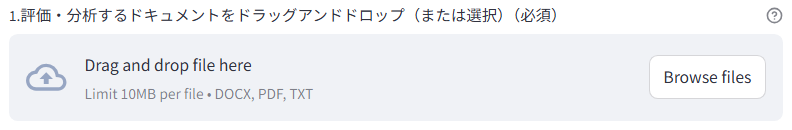 1.評価・分析するドキュメントをドラッグアンドドロップ（または選択）（必須）
Drag and drop file here
Limit 10MB per file • DOCX, PDF, TXT
Browse files